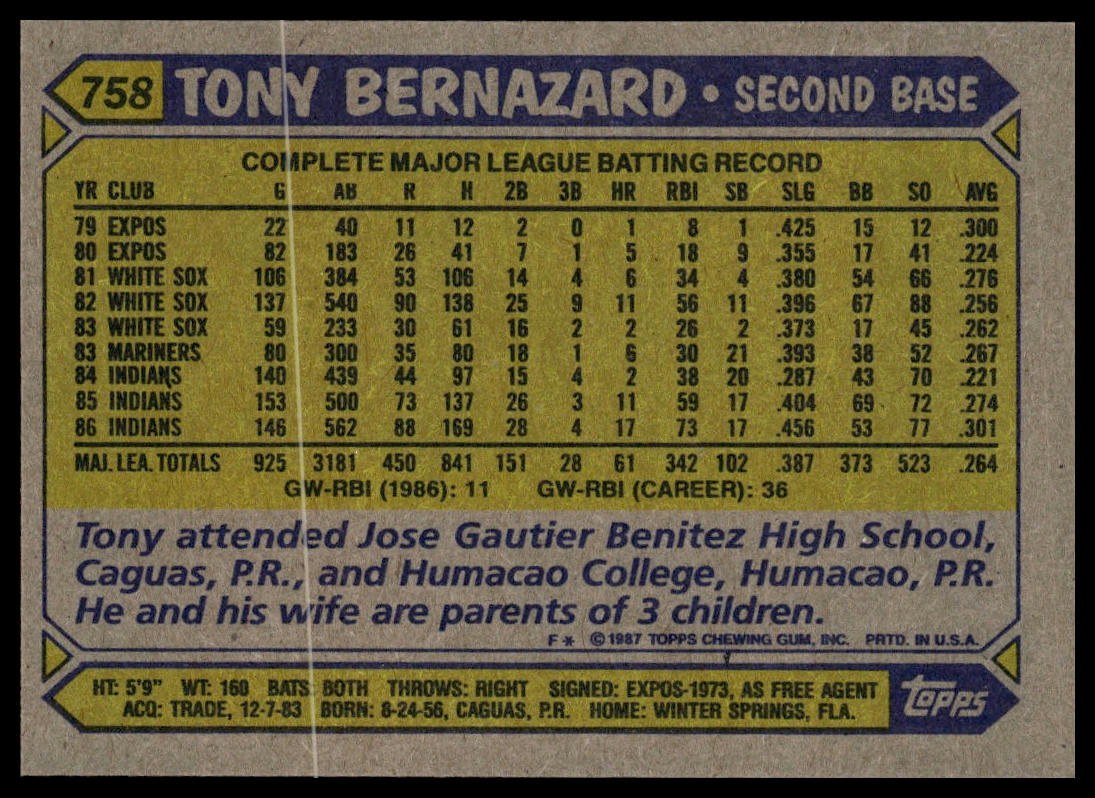 758 TONY BERNAZARD • SECOND BASE
COMPLETE MAJOR LEAGUE BATTING RECORD
YR CLUB G AB R H 2B 3B HR RBI SB SLG BB SO AVG
79 EXPOS 22 40 11 12 2 0 1 8 1 .425 15 12 .300
80 EXPOS 82 183 26 41 7 1 5 18 9 .355 17 41 .224
81 WHITE SOX 106 384 53 106 14 4 6 34 4 .380 54 66 .276
82 WHITE SOX 137 540 90 138 25 9 11 56 11 .396 67 88 .256
83 WHITE SOX 59 233 30 61 16 2 2 26 2 .373 17 45 .262
83 MARINERS 80 300 35 80 18 1 6 30 21 .393 38 52 .267
84 INDIANS 140 439 44 97 15 4 2 38 20 .287 43 70 .221
85 INDIANS 153 500 73 137 26 3 11 59 17 .404 69 72 .274
86 INDIANS 146 562 88 169 28 4 17 73 17 .456 53 77 .301
MAJ. LEA. TOTALS 925 3181 450 841 151 28 61 342 102 .387 373 523 .264
GW-RBI (1986): 11 GW-RBI (CAREER): 36
Tony attended Jose Gautier Benitez High School,
Caguas, P.R., and Humacao College, Humacao, P.R.
He and his wife are parents of 3 children.
F * © 1987 TOPPS CHEWING GUM, INC. PRTD. IN U.S.A.
HT: 5'9" WT: 160 BATS: BOTH THROWS: RIGHT SIGNED: EXPOS-1973, AS FREE AGENT
ACQ: TRADE, 12-7-83 BORN: 8-24-56, CAGUAS, P.R. HOME: WINTER SPRINGS, FLA.
topps